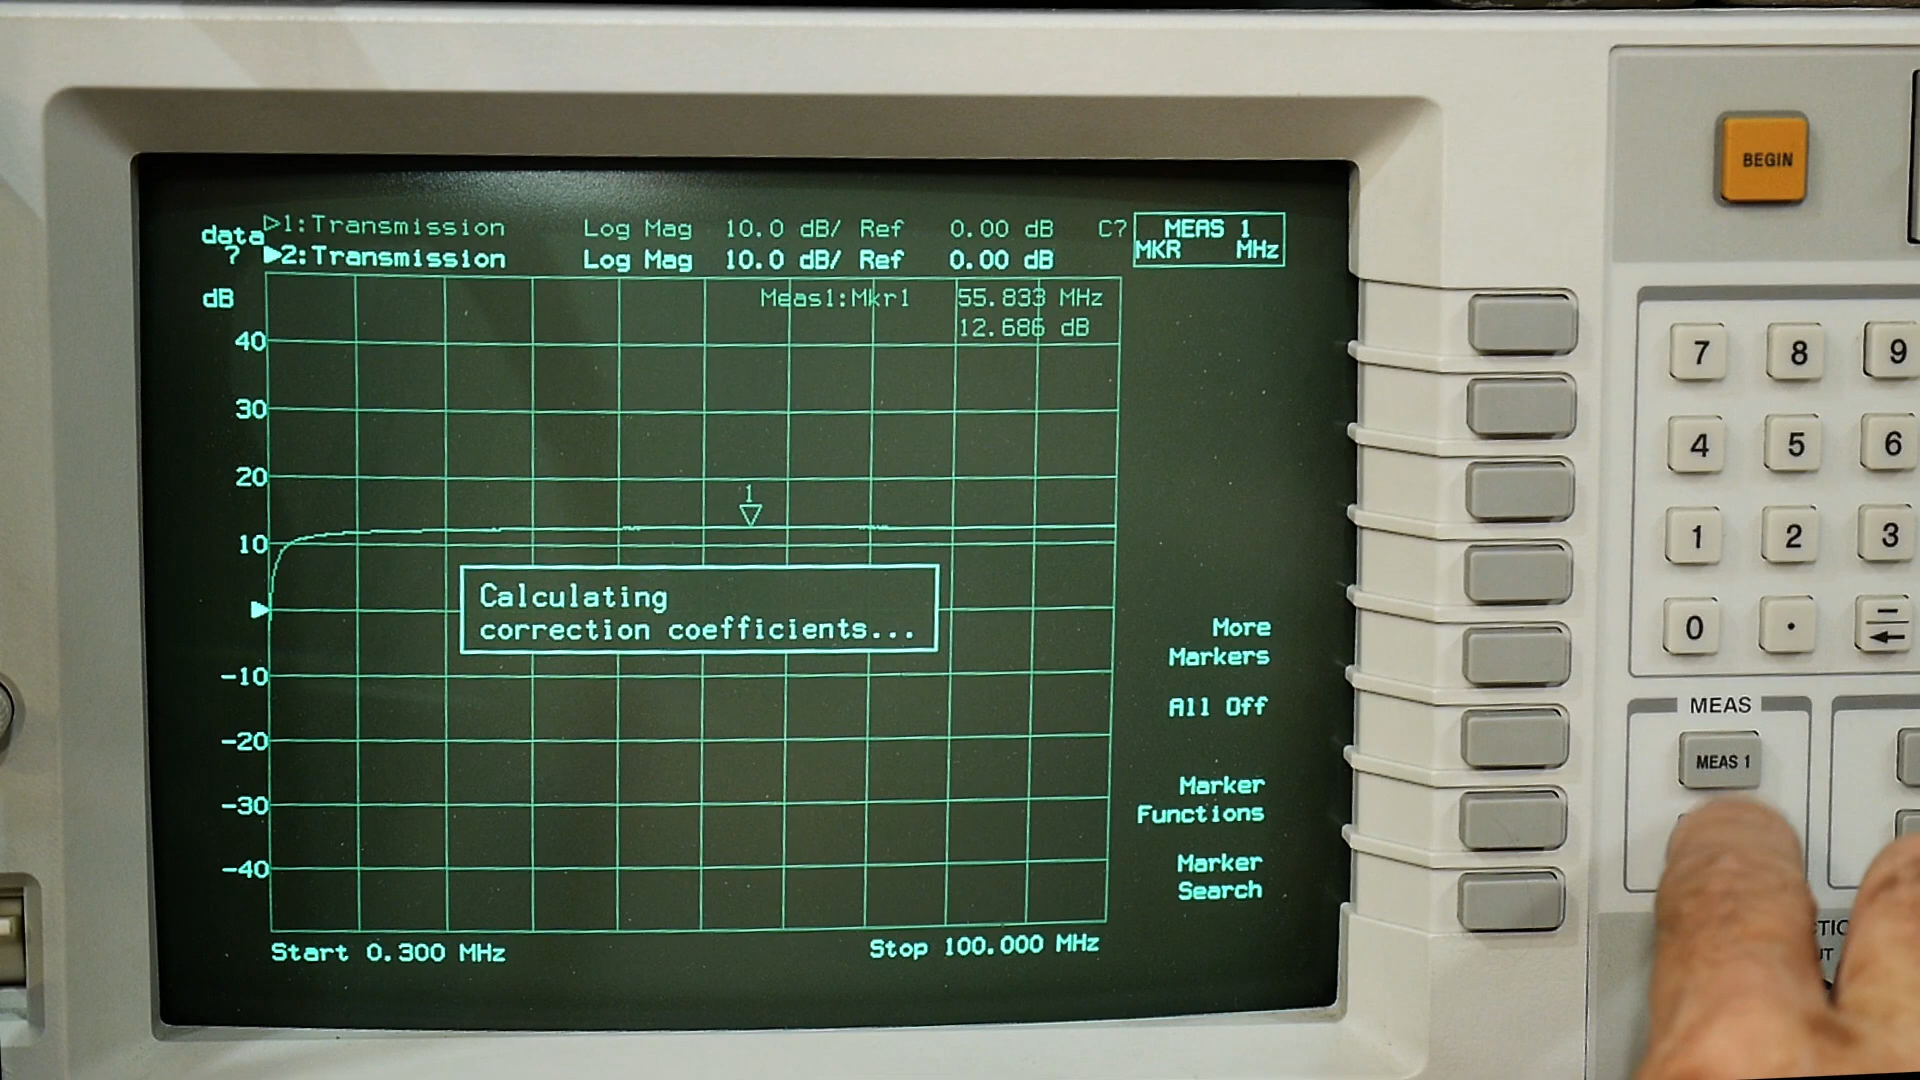 ▷1:Transmission Log Mag 10.0 dB/ Ref 0.00 dB C?
data
▶2:Transmission Log Mag 10.0 dB/ Ref 0.00 dB
?
MEAS 1
MKR MHz
dB
Meas1:Mkr1 55.833 MHz
12.686 dB
40
30
20
1
10
Calculating
correction coefficients...
-10
-20
-30
-40
Start 0.300 MHz Stop 100.000 MHz
More
Markers
All Off
Marker
Functions
Marker
Search
BEGIN
7 8 9
4 5 6
1 2 3
0 .
MEAS
MEAS 1